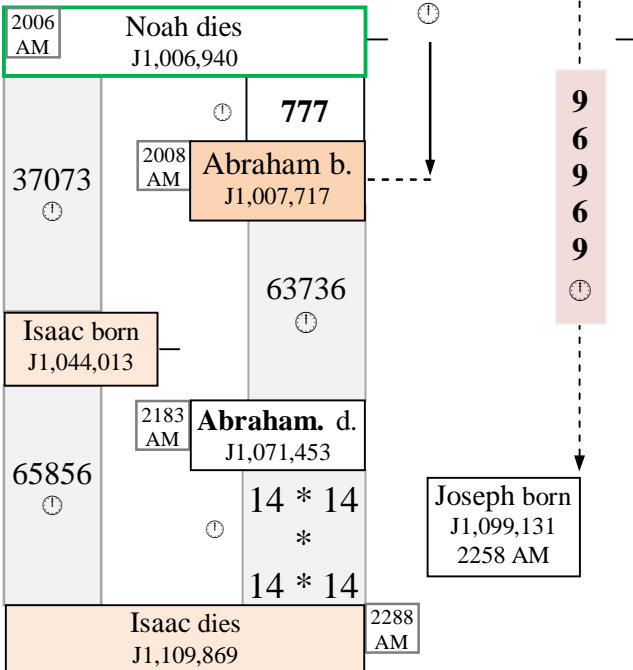 2006
AM
Noah dies
J1,006,940
777
2008
AM
Abraham b.
J1,007,717
37073
63736
Isaac born
J1,044,013
2183
AM
Abraham. d.
J1,071,453
65856
14 * 14
*
14 * 14
Isaac dies
J1,109,869
2288
AM
9
6
9
6
9
Joseph born
J1,099,131
2258 AM